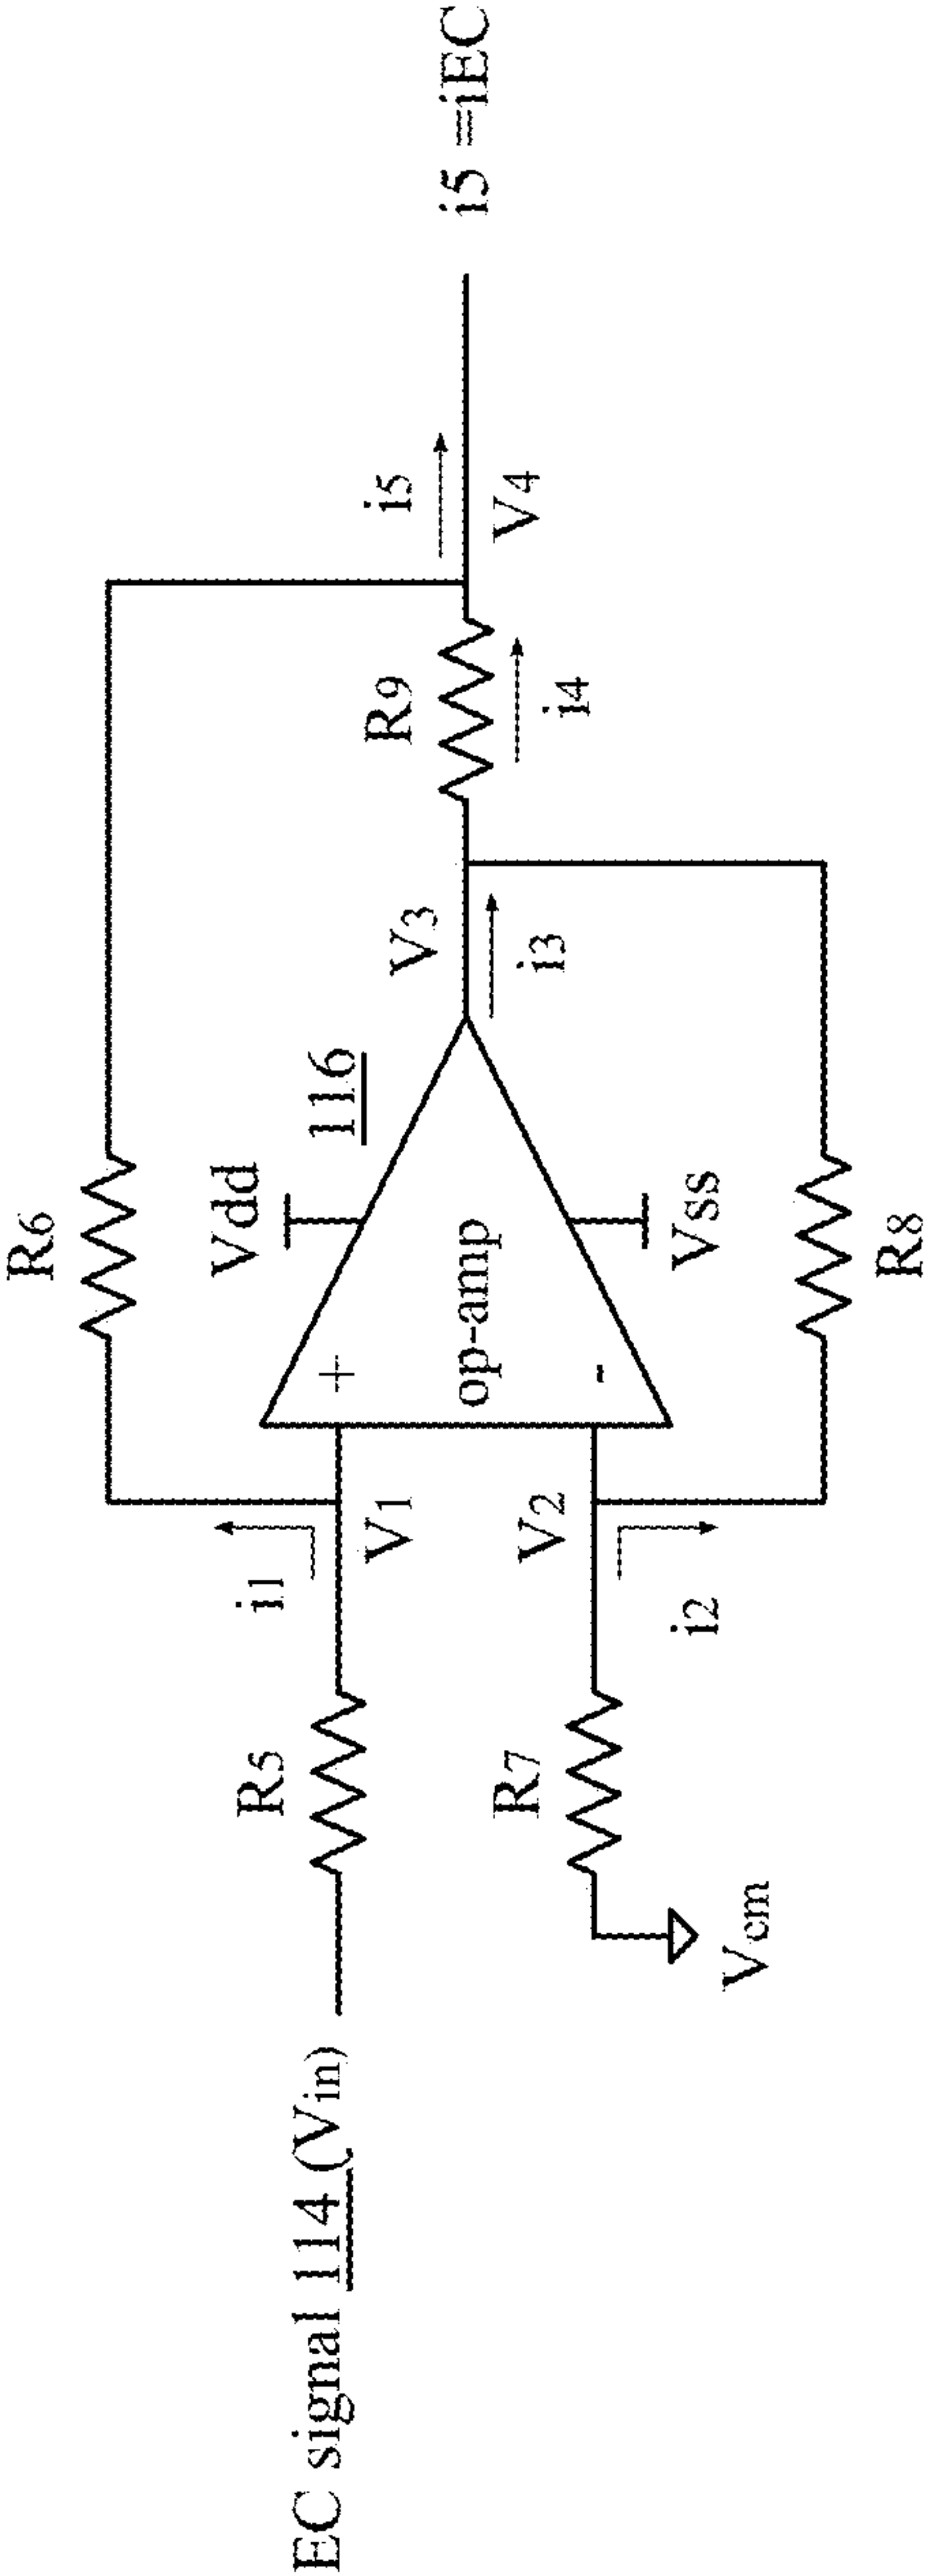 EC signal 114 (Vin)
R5
i1
V1
R6
Vdd
116
+
op-amp
-
Vss
V3
i3
R9
i4
i5
V4
i5 =iEC
Vcm
R7
V2
i2
R8